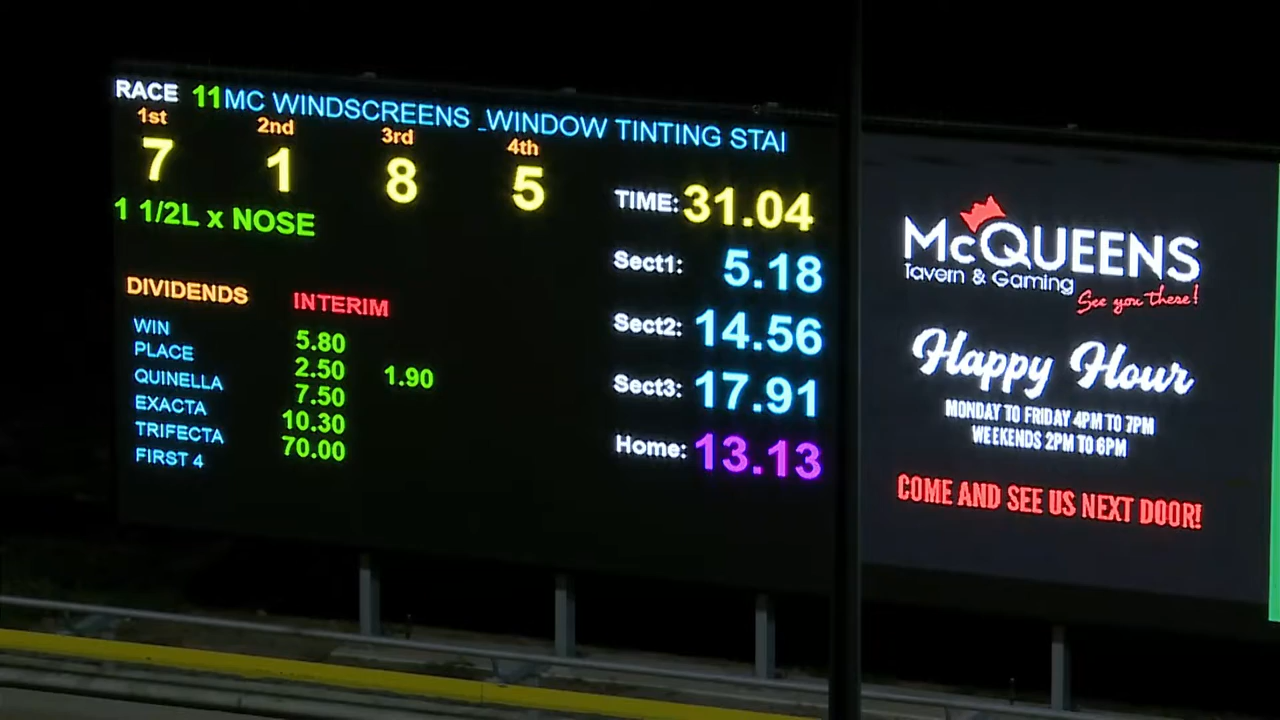 RACE 11 MC WINDSCREENS _WINDOW TINTING STAI
1st 2nd 3rd 4th
7 1 8 5
1 1/2L x NOSE
TIME: 31.04
Sect1: 5.18
Sect2: 14.56
Sect3: 17.91
Home: 13.13
DIVIDENDS INTERIM
WIN 5.80
PLACE 2.50 1.90
QUINELLA 7.50
EXACTA 10.30
TRIFECTA 70.00
FIRST 4
McQUEENS
Tavern & Gaming
See you there!
Happy Hour
MONDAY TO FRIDAY 4PM TO 7PM
WEEKENDS 2PM TO 6PM
COME AND SEE US NEXT DOOR!